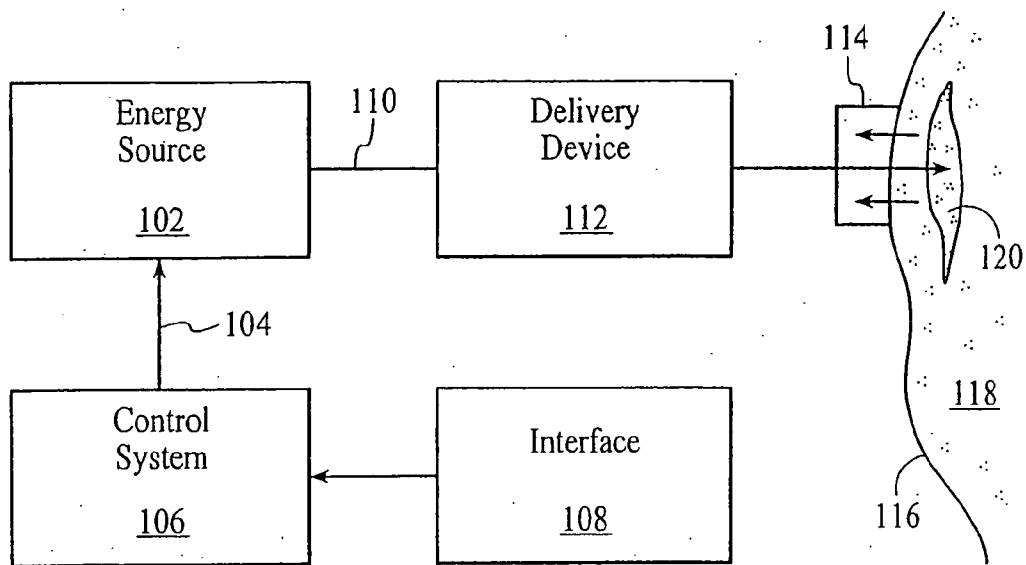 114
Energy
Source
102
110
Delivery
Device
112
120
104
Control
System
106
Interface
108
118
116